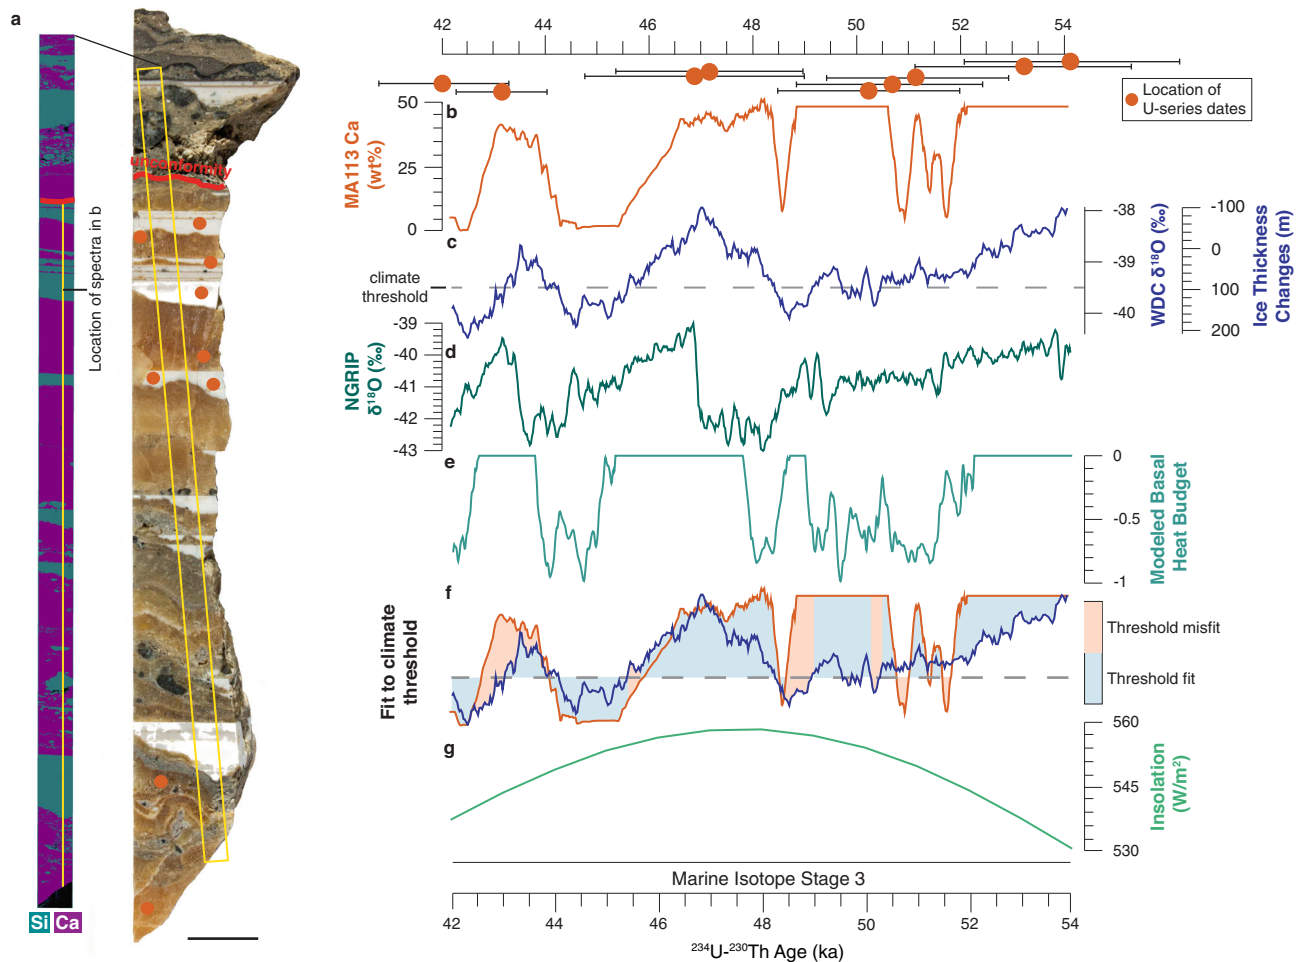 a
unconformity
Location of spectra in b
Si Ca
42 44 46 48 50 52 54
Location of
U-series dates
b
MA113 Ca
(wt%)
50
25
0
c
climate
threshold
-38
-39
-40
WDC δ18O (‰)
-100
0
100
200
Ice Thickness
Changes (m)
d
NGRIP
δ18O (‰)
-39
-40
-41
-42
-43
e
0
-0.5
-1
Modeled Basal
Heat Budget
f
Fit to climate
threshold
Threshold misfit
Threshold fit
g
560
545
530
Insolation
(W/m2)
Marine Isotope Stage 3
42 44 46 48 50 52 54
234U-230Th Age (ka)